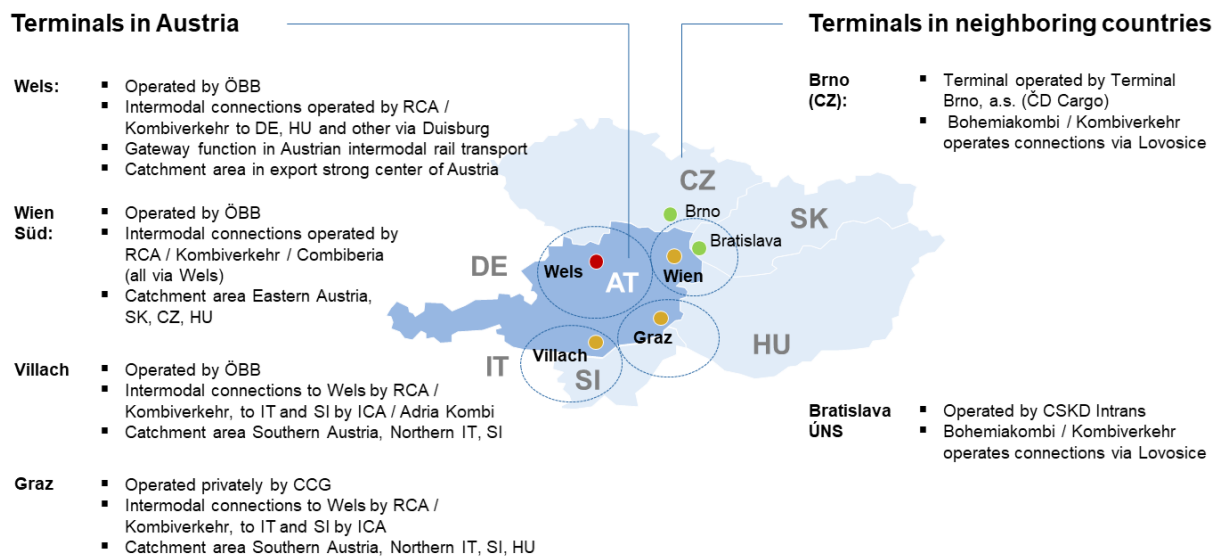 Terminals in Austria
Wels:
▪ Operated by ÖBB
▪ Intermodal connections operated by RCA /
Kombiverkehr to DE, HU and other via Duisburg
▪ Gateway function in Austrian intermodal rail transport
▪ Catchment area in export strong center of Austria
Wien
Süd:
▪ Operated by ÖBB
▪ Intermodal connections operated by
RCA / Kombiverkehr / Combiberia
(all via Wels)
▪ Catchment area Eastern Austria,
SK, CZ, HU
Villach
▪ Operated by ÖBB
▪ Intermodal connections to Wels by RCA /
Kombiverkehr, to IT and SI by ICA / Adria Kombi
▪ Catchment area Southern Austria, Northern IT, SI
Graz
▪ Operated privately by CCG
▪ Intermodal connections to Wels by RCA /
Kombiverkehr, to IT and SI by ICA
▪ Catchment area Southern Austria, Northern IT, SI, HU
CZ
Brno
SK
Bratislava
DE
Wels
AT
Wien
Graz
HU
IT
Villach
SI
Terminals in neighboring countries
Brno
(CZ):
▪ Terminal operated by Terminal
Brno, a.s. (ČD Cargo)
▪ Bohemiakombi / Kombiverkehr
operates connections via Lovosice
Bratislava
ÚNS
▪ Operated by CSKD Intrans
▪ Bohemiakombi / Kombiverkehr
operates connections via Lovosice